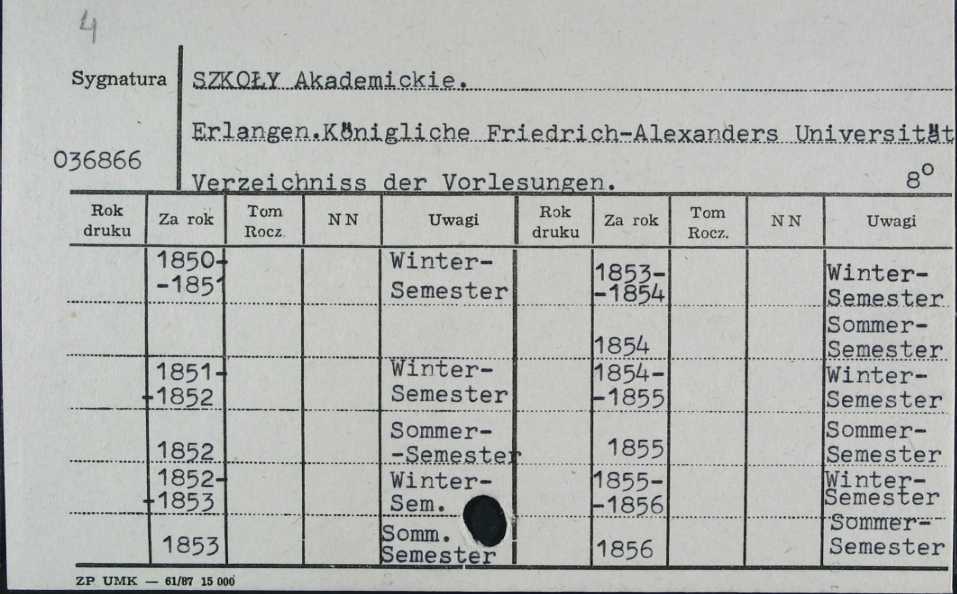 4
Sygnatura
SZKOŁY Akademickie.
Erlangen.Königliche Friedrich-Alexanders Universität
036866
Verzeichniss der Vorlesungen. 8°
Rok druku Za rok Tom Rocz. N N Uwagi Rok druku Za rok Tom Rocz. N N Uwagi
1850- Winter-
-1851 Semester
1851- Winter-
-1852 Semester
1852 Sommer-
-Semester
1852- Winter-
-1853 Sem.
1853 Somm.
Semester
1853- Winter-
-1854 Semester
Sommer-
1854 Semester
1854- Winter-
-1855 Semester
Sommer-
1855 Semester
1855- Winter-
-1856 Semester
Sommer-
1856 Semester
ZP UMK — 61/87 15 000